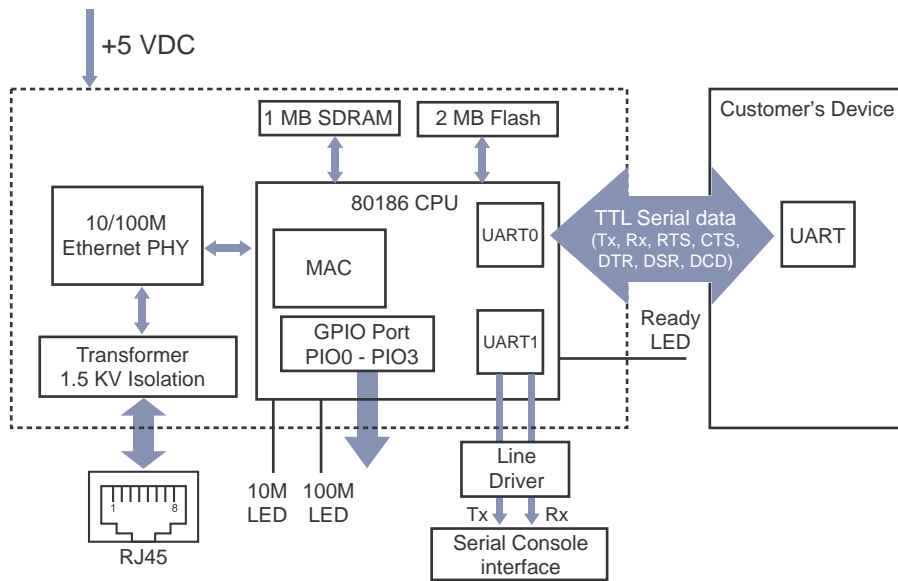 +5 VDC
1 MB SDRAM
2 MB Flash
Customer's Device
80186 CPU
10/100M
Ethernet PHY
MAC
UART0
TTL Serial data
(Tx, Rx, RTS, CTS,
DTR, DSR, DCD)
UART
GPIO Port
PIO0 - PIO3
UART1
Ready
LED
Transformer
1.5 KV Isolation
Line
Driver
10M
LED
100M
LED
1
8
RJ45
Tx
Rx
Serial Console
interface